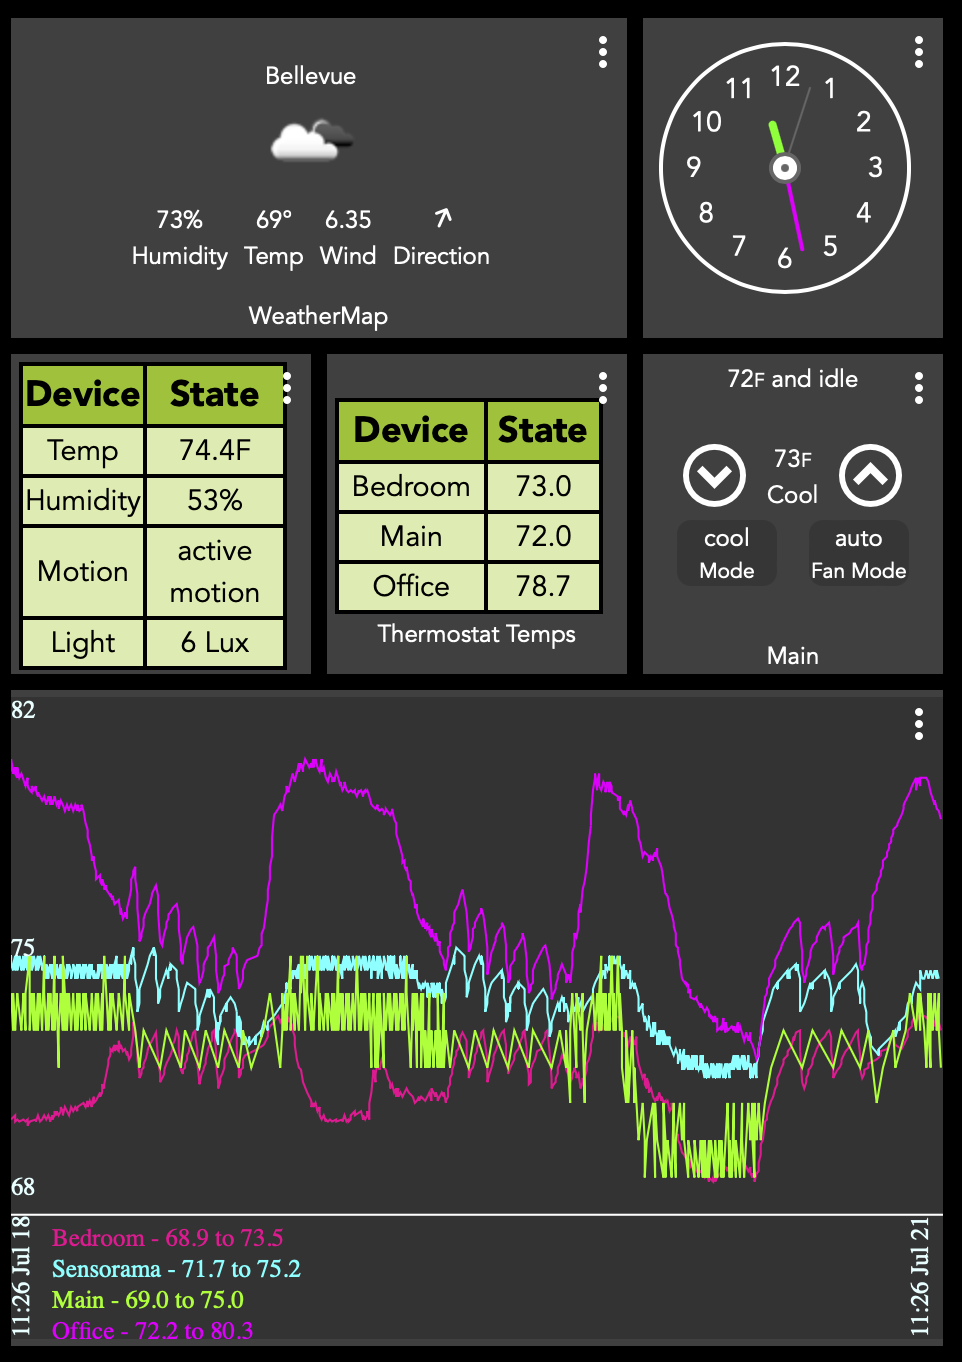 Bellevue
73% 69° 6.35
Humidity Temp Wind Direction
WeatherMap
12
1
2
3
4
5
6
7
8
9
10
11
Device State
Temp 74.4F
Humidity 53%
Motion active
motion
Light 6 Lux
Device State
Bedroom 73.0
Main 72.0
Office 78.7
Thermostat Temps
72F and idle
73F
Cool
cool
Mode
auto
Fan Mode
Main
82
75
68
11:26 Jul 18
Bedroom - 68.9 to 73.5
Sensorama - 71.7 to 75.2
Main - 69.0 to 75.0
Office - 72.2 to 80.3
11:26 Jul 21